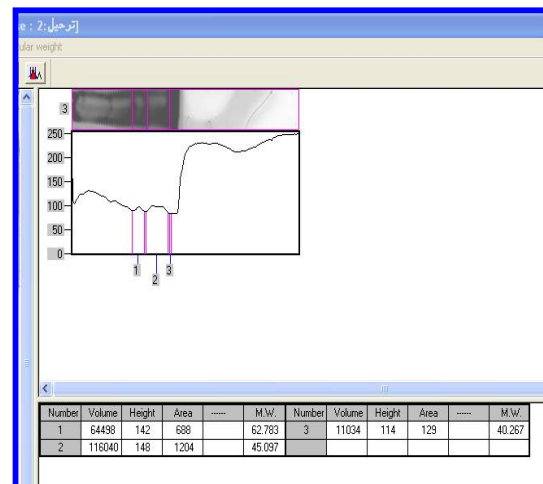 e : 2:ترحيل]
ular weight
3
250
200
150
100
50
0
1
2
3
Number Volume Height Area ------ M.W. Number Volume Height Area ------ M.W.
1 64498 142 688 62.783 3 11034 114 129 40.267
2 116040 148 1204 45.097